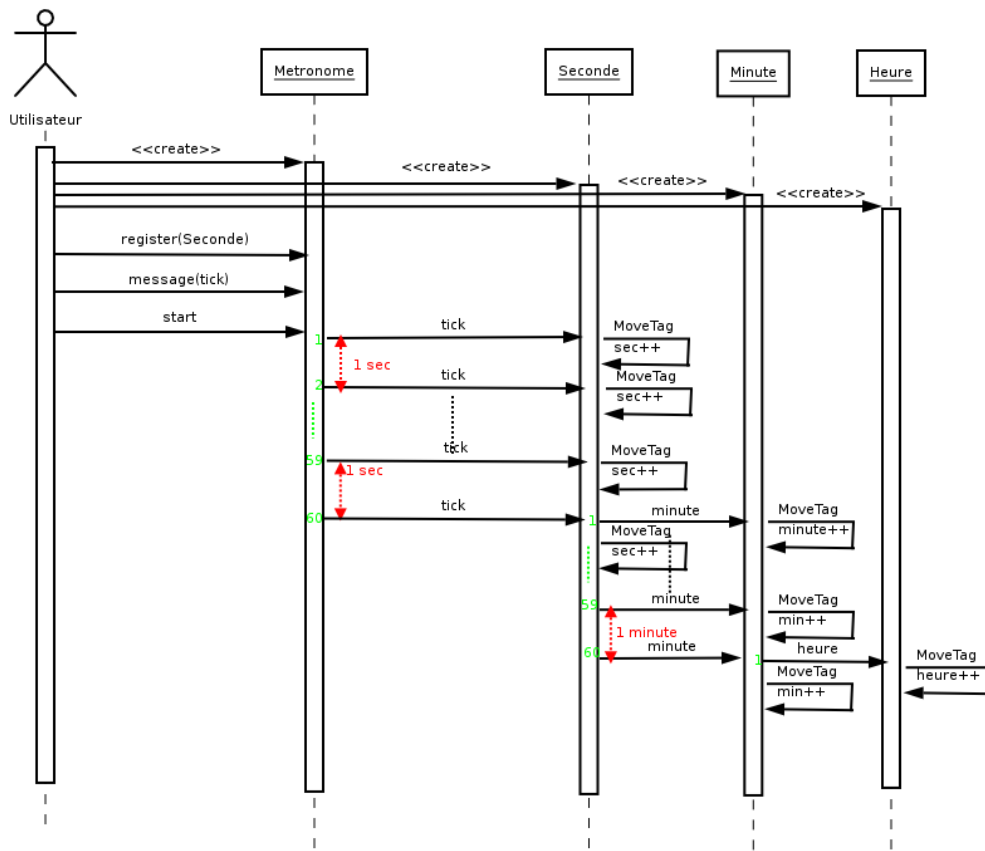 Utilisateur
Metronome
Seconde
Minute
Heure
<<create>>
<<create>>
<<create>>
<<create>>
register(Seconde)
message(tick)
start
1
tick
MoveTag
sec++
1 sec
2
tick
MoveTag
sec++
59
tick
MoveTag
sec++
1 sec
60
tick
1
minute
MoveTag
minute++
MoveTag
sec++
59
minute
MoveTag
min++
1 minute
60
minute
1
heure
MoveTag
heure++
MoveTag
min++